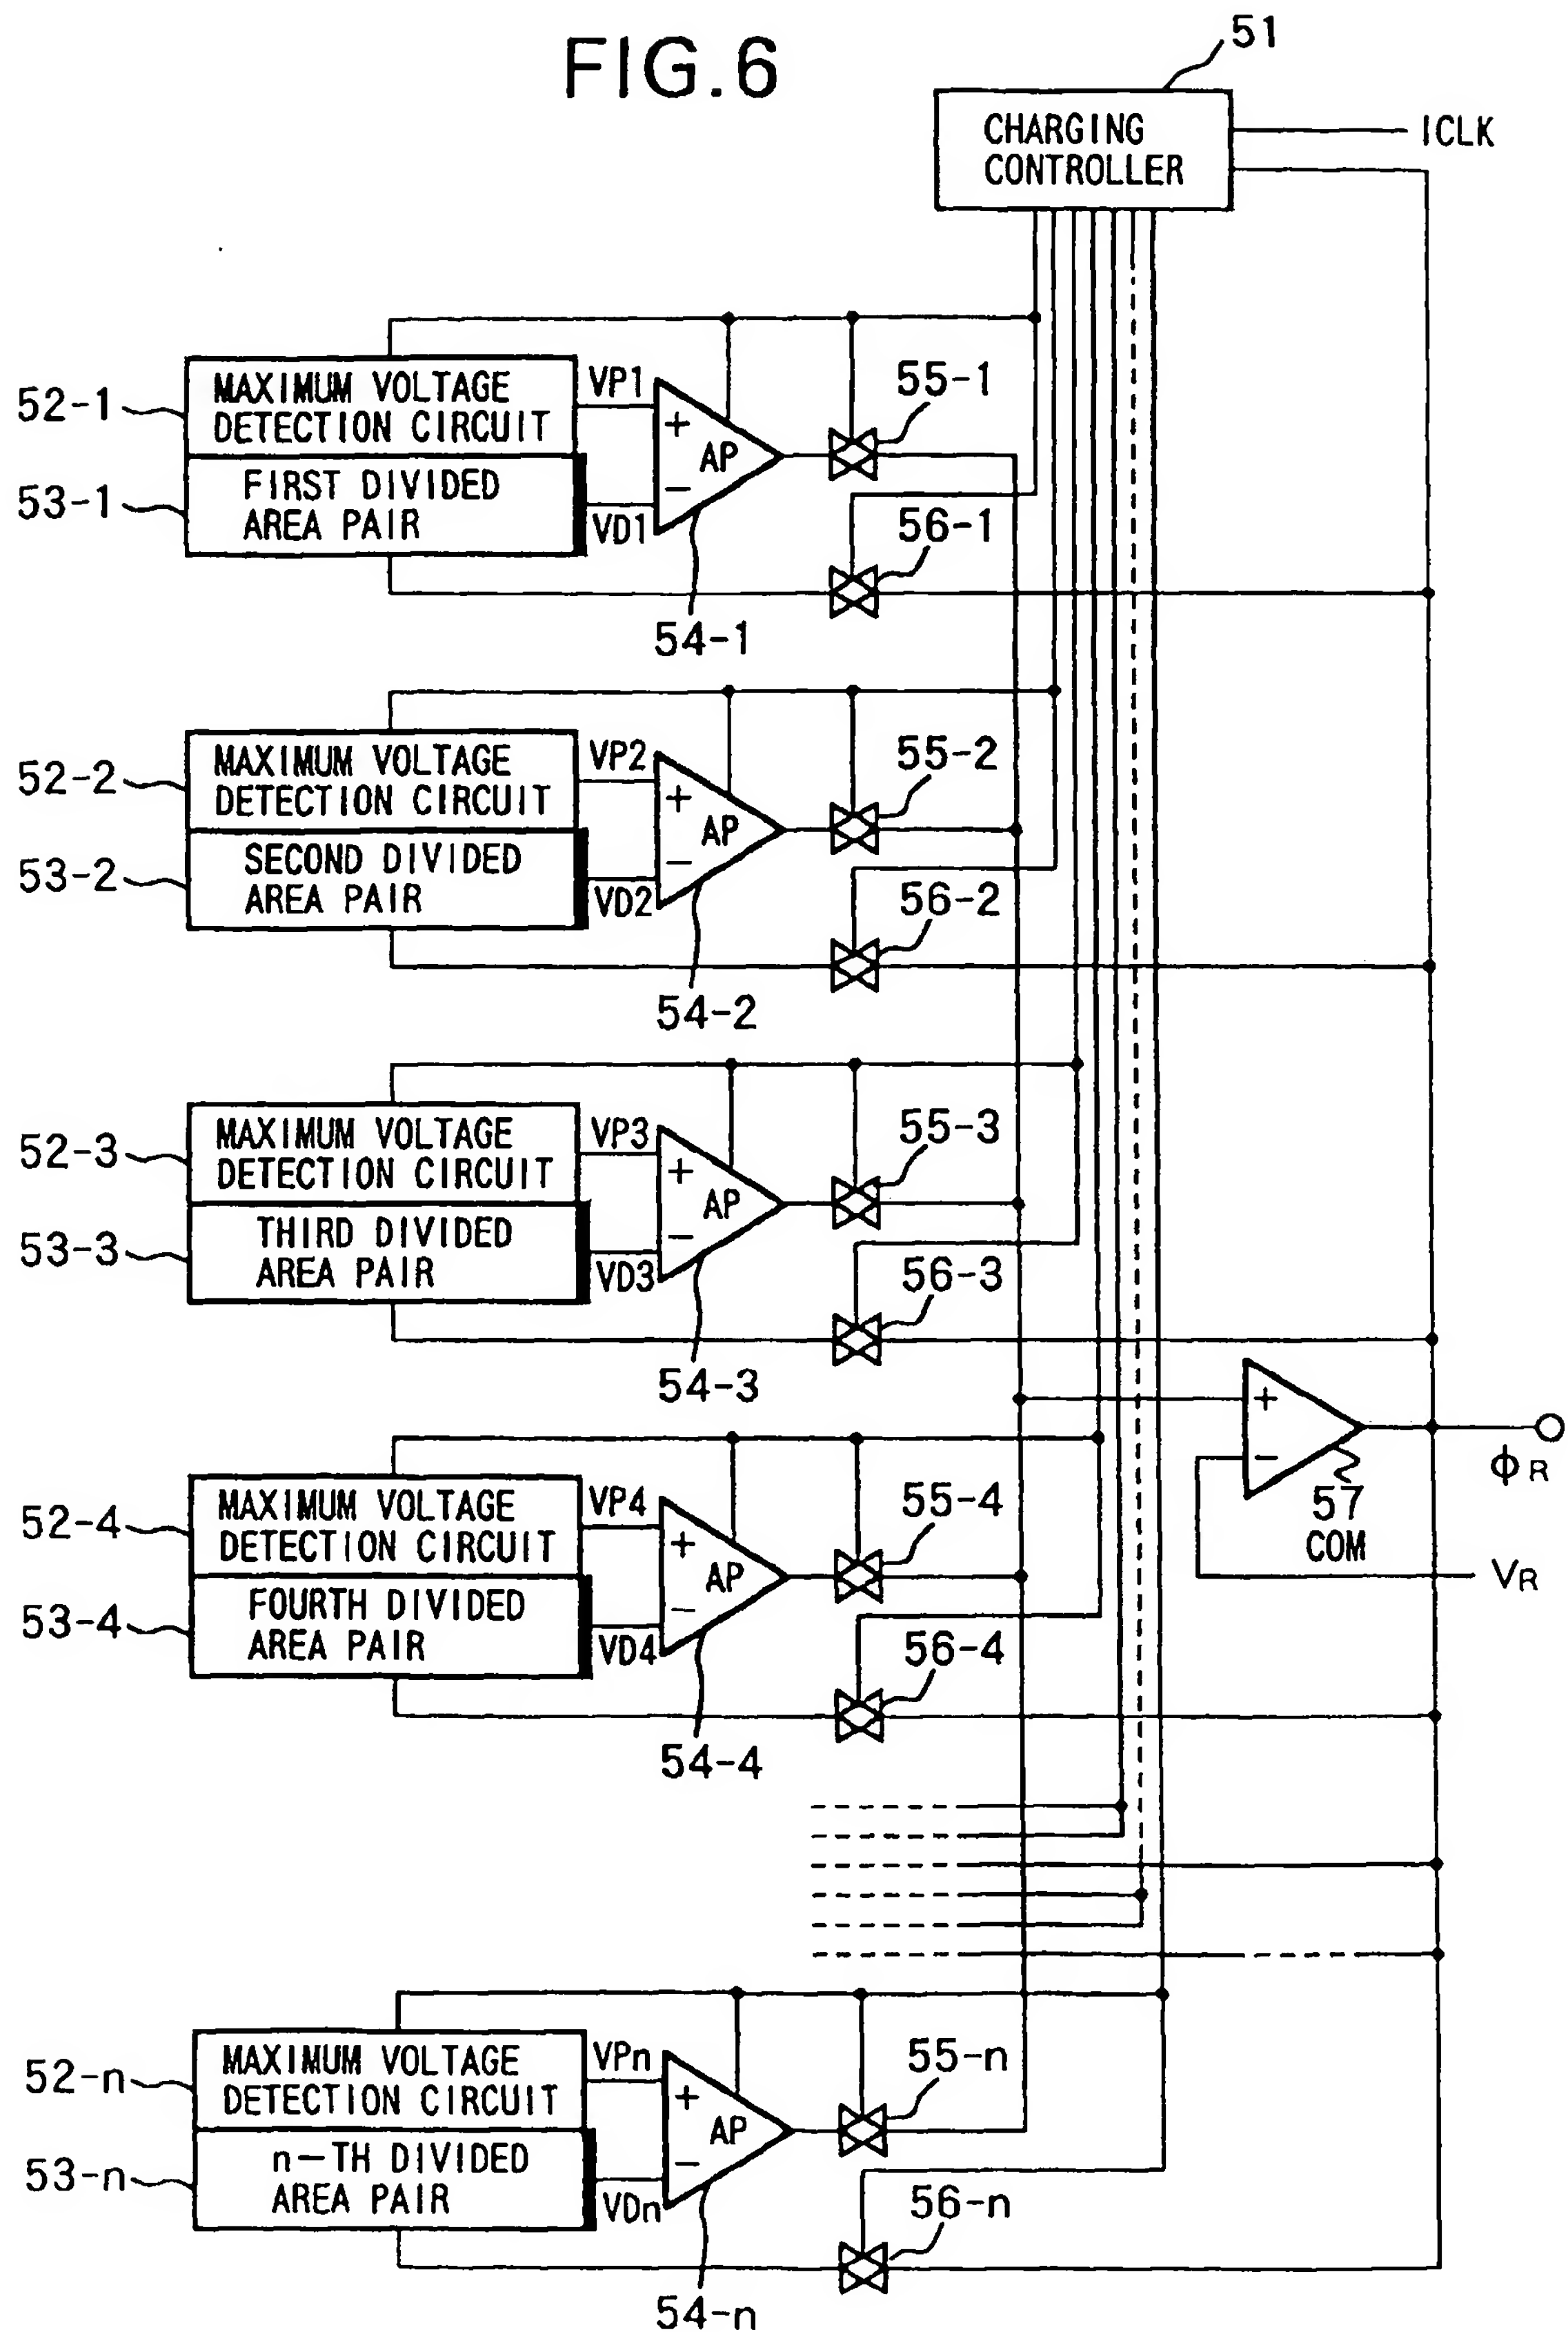 FIG.6
51
CHARGING
CONTROLLER
ICLK
52-1
MAXIMUM VOLTAGE
DETECTION CIRCUIT
VP1
+
AP
−
55-1
53-1
FIRST DIVIDED
AREA PAIR
VD1
56-1
54-1
52-2
MAXIMUM VOLTAGE
DETECTION CIRCUIT
VP2
+
AP
−
55-2
53-2
SECOND DIVIDED
AREA PAIR
VD2
56-2
54-2
52-3
MAXIMUM VOLTAGE
DETECTION CIRCUIT
VP3
+
AP
−
55-3
53-3
THIRD DIVIDED
AREA PAIR
VD3
56-3
54-3
+
−
57
COM
ϕR
VR
52-4
MAXIMUM VOLTAGE
DETECTION CIRCUIT
VP4
+
AP
−
55-4
53-4
FOURTH DIVIDED
AREA PAIR
VD4
56-4
54-4
52-n
MAXIMUM VOLTAGE
DETECTION CIRCUIT
VPn
+
AP
−
55-n
53-n
n-TH DIVIDED
AREA PAIR
VDn
56-n
54-n